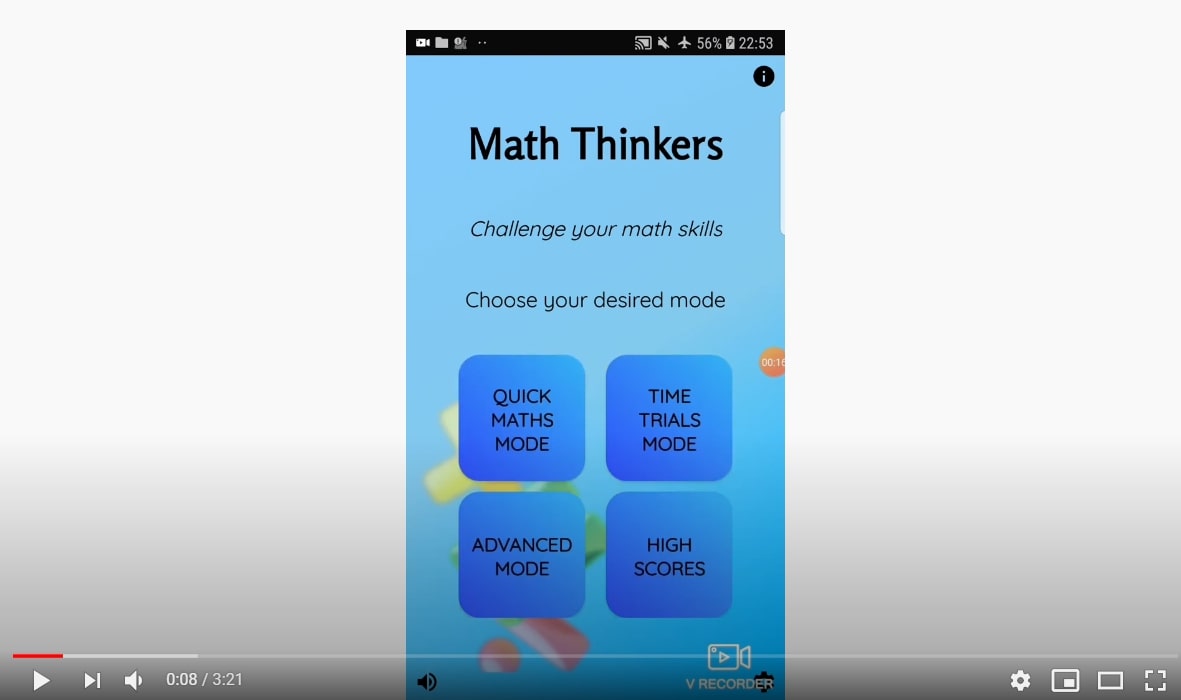 56% 22:53
Math Thinkers
Challenge your math skills
Choose your desired mode
00:16
QUICK
MATHS
MODE
TIME
TRIALS
MODE
ADVANCED
MODE
HIGH
SCORES
V RECORDER
0:08 / 3:21